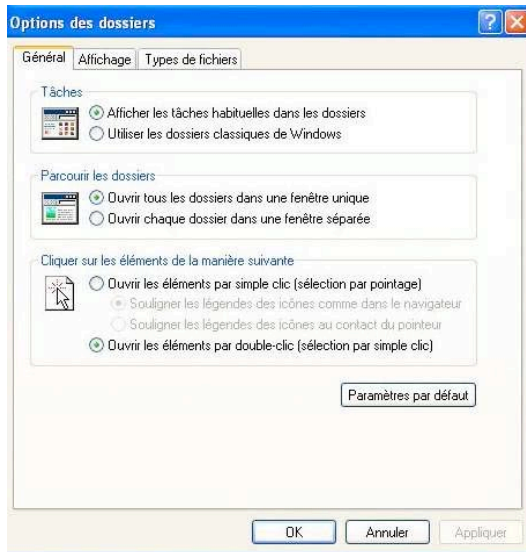 Options des dossiers
Général Affichage Types de fichiers
Tâches
Afficher les tâches habituelles dans les dossiers
Utiliser les dossiers classiques de Windows
Parcourir les dossiers
Ouvrir tous les dossiers dans une fenêtre unique
Ouvrir chaque dossier dans une fenêtre séparée
Cliquer sur les éléments de la manière suivante
Ouvrir les éléments par simple clic (sélection par pointage)
Souligner les légendes des icônes comme dans le navigateur
Souligner les légendes des icônes au contact du pointeur
Ouvrir les éléments par double-clic (sélection par simple clic)
Paramètres par défaut
OK Annuler Appliquer